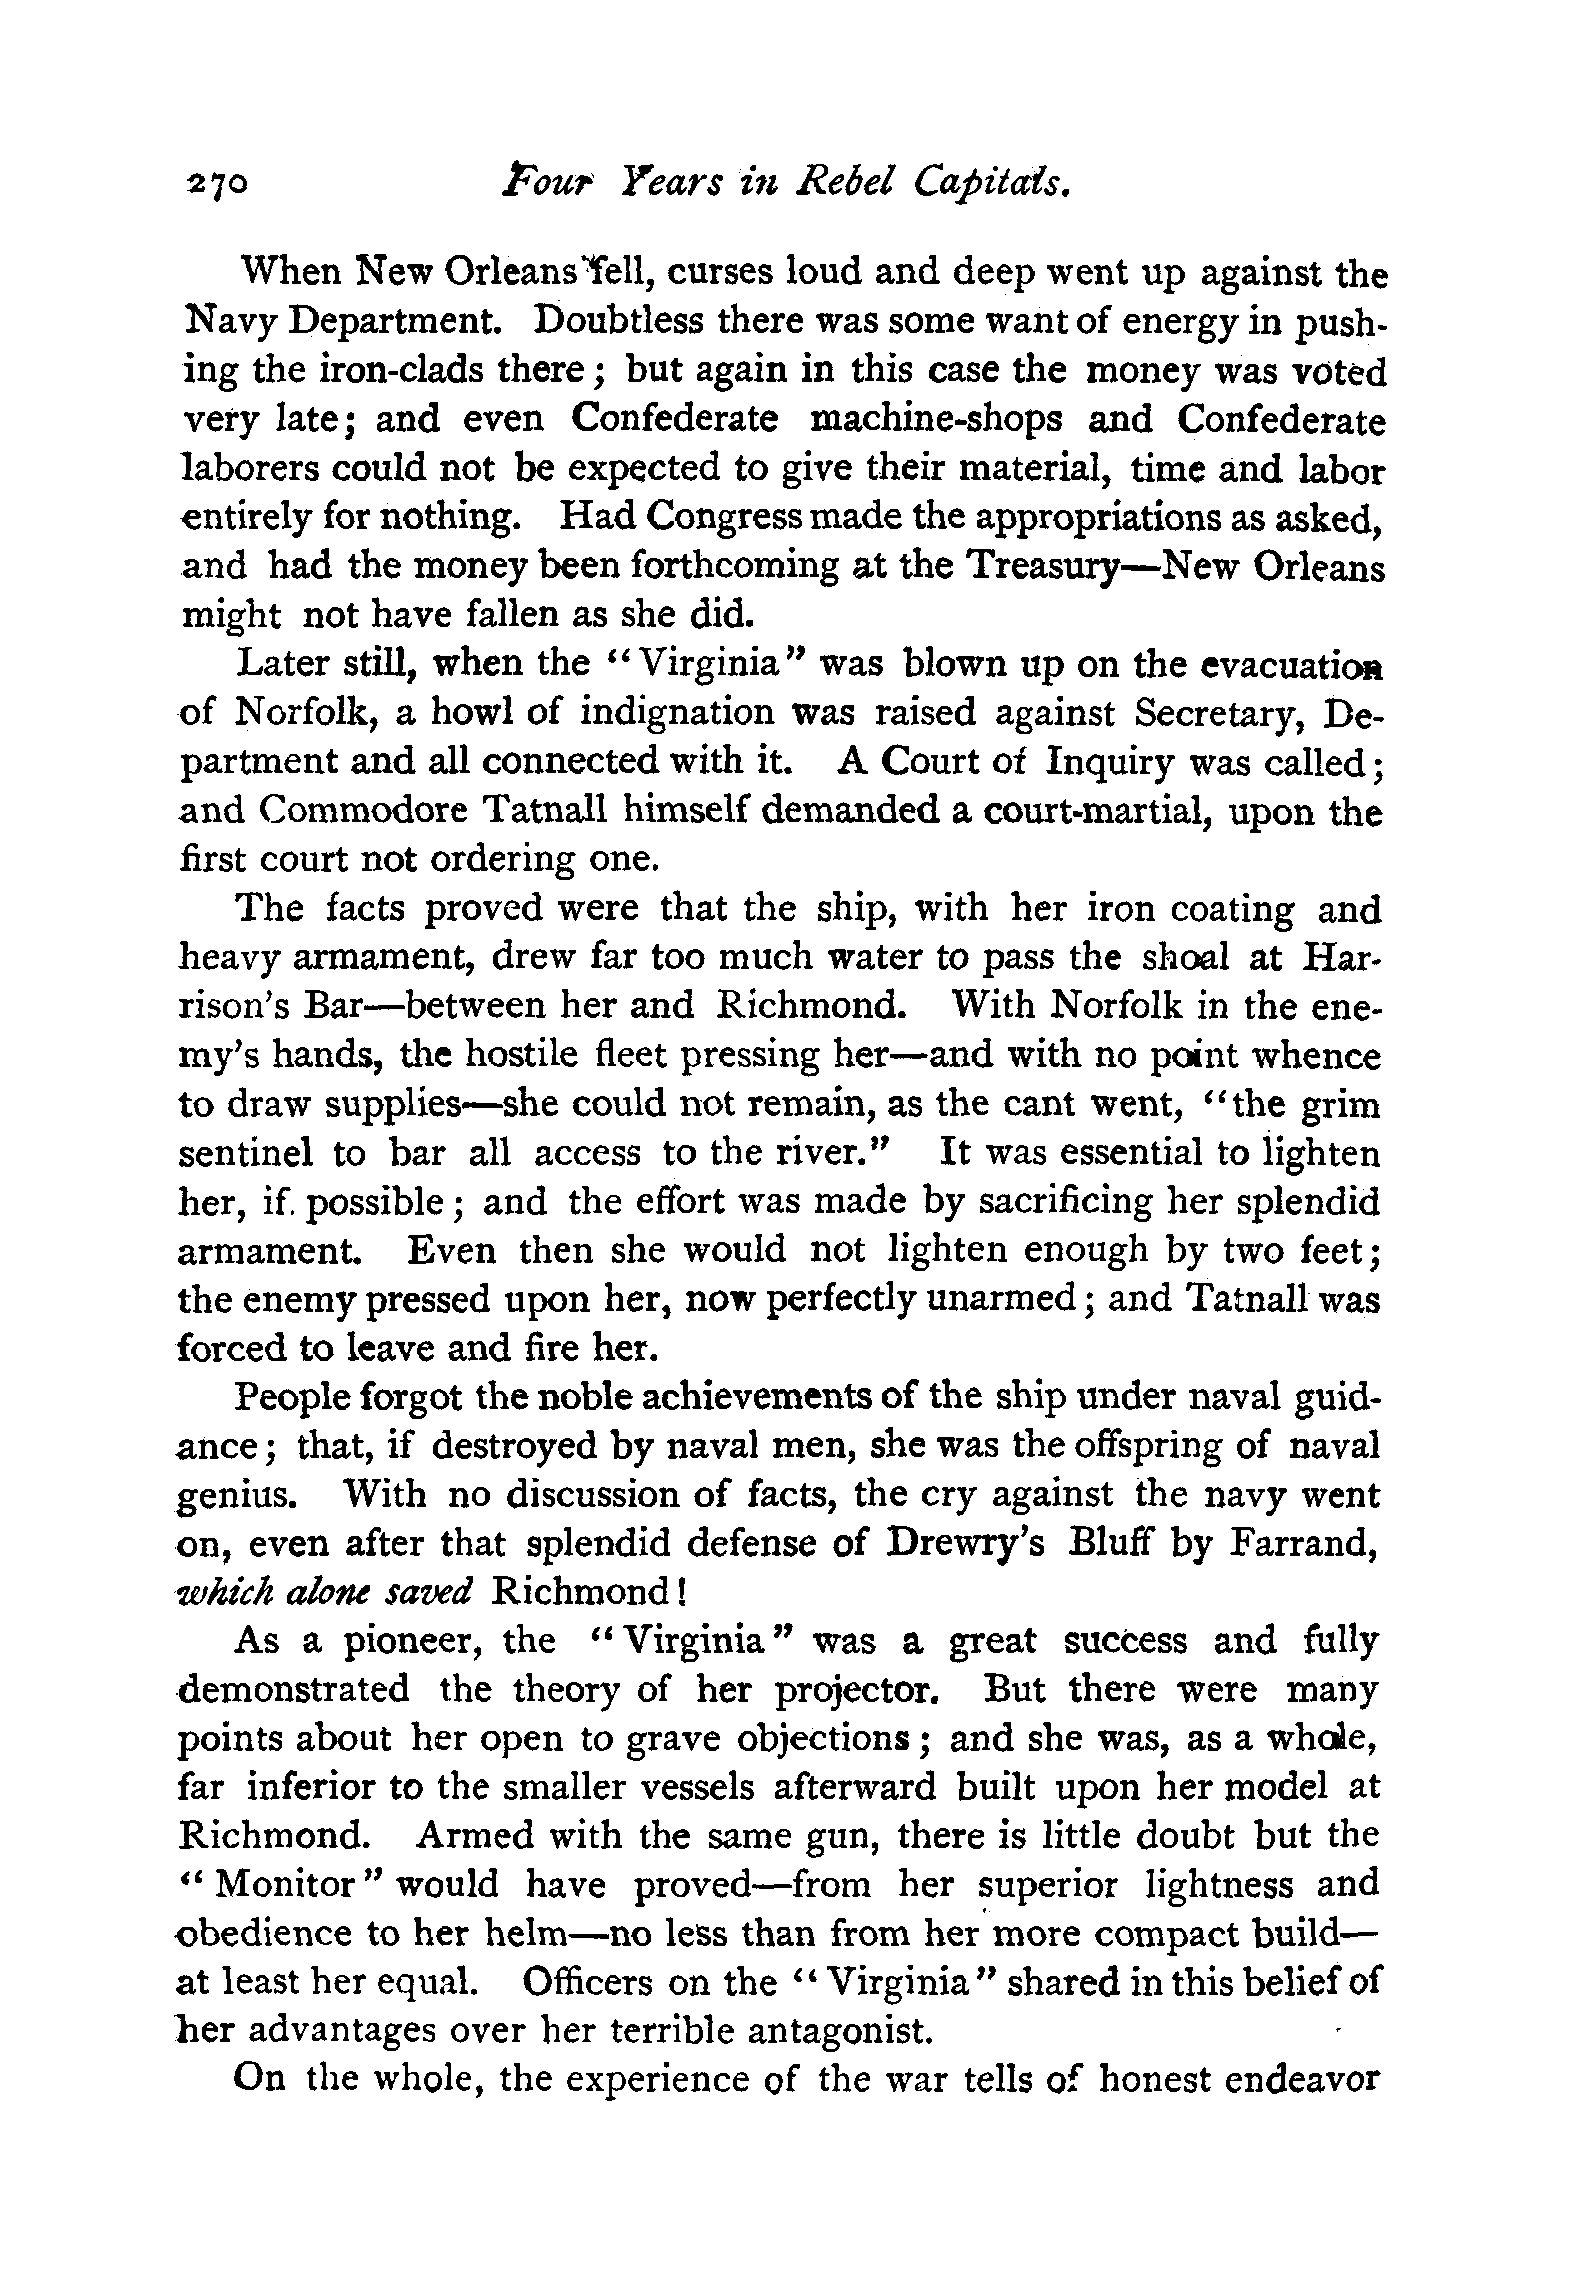 270 Four Years in Rebel Capitals.
When New Orleans fell, curses loud and deep went up against the
Navy Department. Doubtless there was some want of energy in push-
ing the iron-clads there; but again in this case the money was voted
very late; and even Confederate machine-shops and Confederate
laborers could not be expected to give their material, time and labor
entirely for nothing. Had Congress made the appropriations as asked,
and had the money been forthcoming at the Treasury—New Orleans
might not have fallen as she did.
Later still, when the "Virginia" was blown up on the evacuation
of Norfolk, a howl of indignation was raised against Secretary, De-
partment and all connected with it. A Court of Inquiry was called;
and Commodore Tatnall himself demanded a court-martial, upon the
first court not ordering one.
The facts proved were that the ship, with her iron coating and
heavy armament, drew far too much water to pass the shoal at Har-
rison's Bar—between her and Richmond. With Norfolk in the ene-
my's hands, the hostile fleet pressing her—and with no point whence
to draw supplies—she could not remain, as the cant went, "the grim
sentinel to bar all access to the river." It was essential to lighten
her, if possible; and the effort was made by sacrificing her splendid
armament. Even then she would not lighten enough by two feet;
the enemy pressed upon her, now perfectly unarmed; and Tatnall was
forced to leave and fire her.
People forgot the noble achievements of the ship under naval guid-
ance; that, if destroyed by naval men, she was the offspring of naval
genius. With no discussion of facts, the cry against the navy went
on, even after that splendid defense of Drewry's Bluff by Farrand,
which alone saved Richmond!
As a pioneer, the "Virginia" was a great success and fully
demonstrated the theory of her projector. But there were many
points about her open to grave objections; and she was, as a whole,
far inferior to the smaller vessels afterward built upon her model at
Richmond. Armed with the same gun, there is little doubt but the
"Monitor" would have proved—from her superior lightness and
obedience to her helm—no less than from her more compact build—
at least her equal. Officers on the "Virginia" shared in this belief of
her advantages over her terrible antagonist.
On the whole, the experience of the war tells of honest endeavor